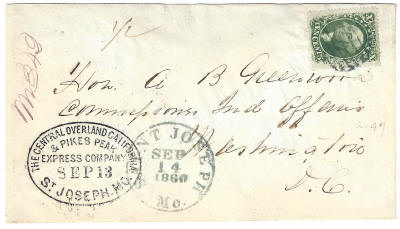 1/2
Hon. A B Greenwood
Commissioner Ind Affairs
Washington
D.C.
THE CENTRAL OVERLAND CALIFORNIA
& PIKES PEAK
EXPRESS COMPANY
SEP 13
ST JOSEPH, MO.
SAINT JOSEPH
SEP
14
1860
Mo.